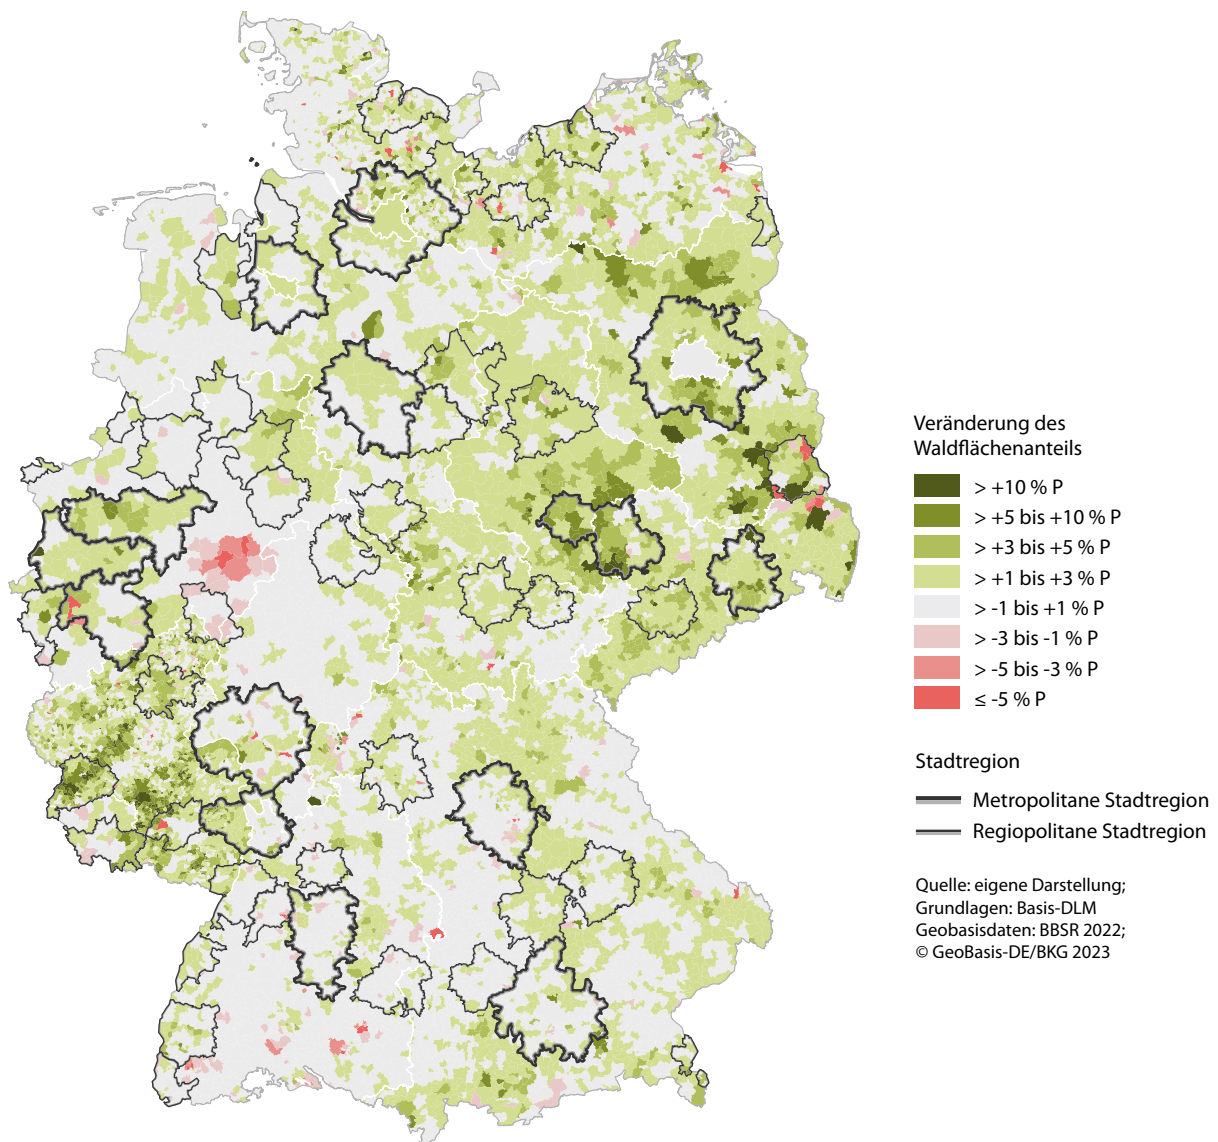 Veränderung des
Waldflächenanteils
> +10 % P
> +5 bis +10 % P
> +3 bis +5 % P
> +1 bis +3 % P
> -1 bis +1 % P
> -3 bis -1 % P
> -5 bis -3 % P
≤ -5 % P
Stadtregion
Metropolitane Stadtregion
Regiopolitane Stadtregion
Quelle: eigene Darstellung;
Grundlagen: Basis-DLM
Geobasisdaten: BBSR 2022;
© GeoBasis-DE/BKG 2023